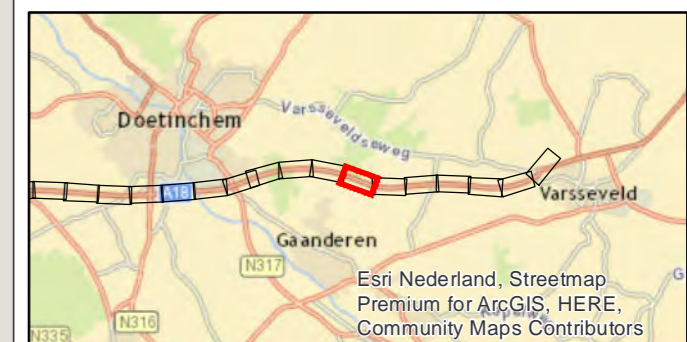 Doetinchem
Varsseveldseweg
A18
Varsseveld
Gaanderen
N317
Esri Nederland, Streetmap
Premium for ArcGIS, HERE,
Community Maps Contributors
N316
N335
G